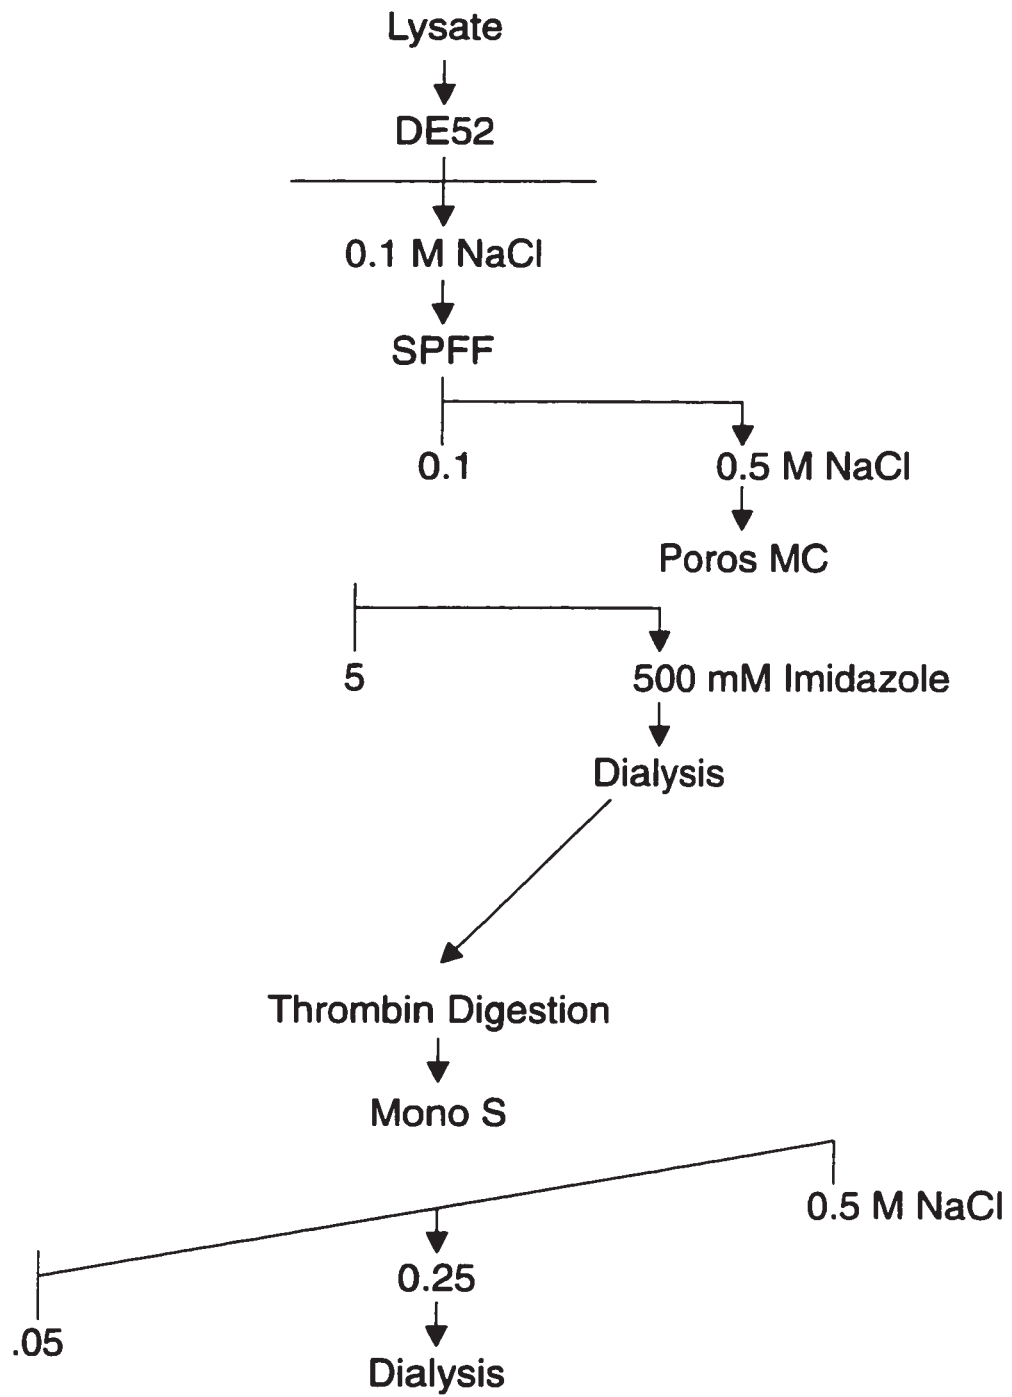 Lysate
DE52
0.1 M NaCl
SPFF
0.1
0.5 M NaCl
Poros MC
5
500 mM Imidazole
Dialysis
Thrombin Digestion
Mono S
0.5 M NaCl
0.25
.05
Dialysis